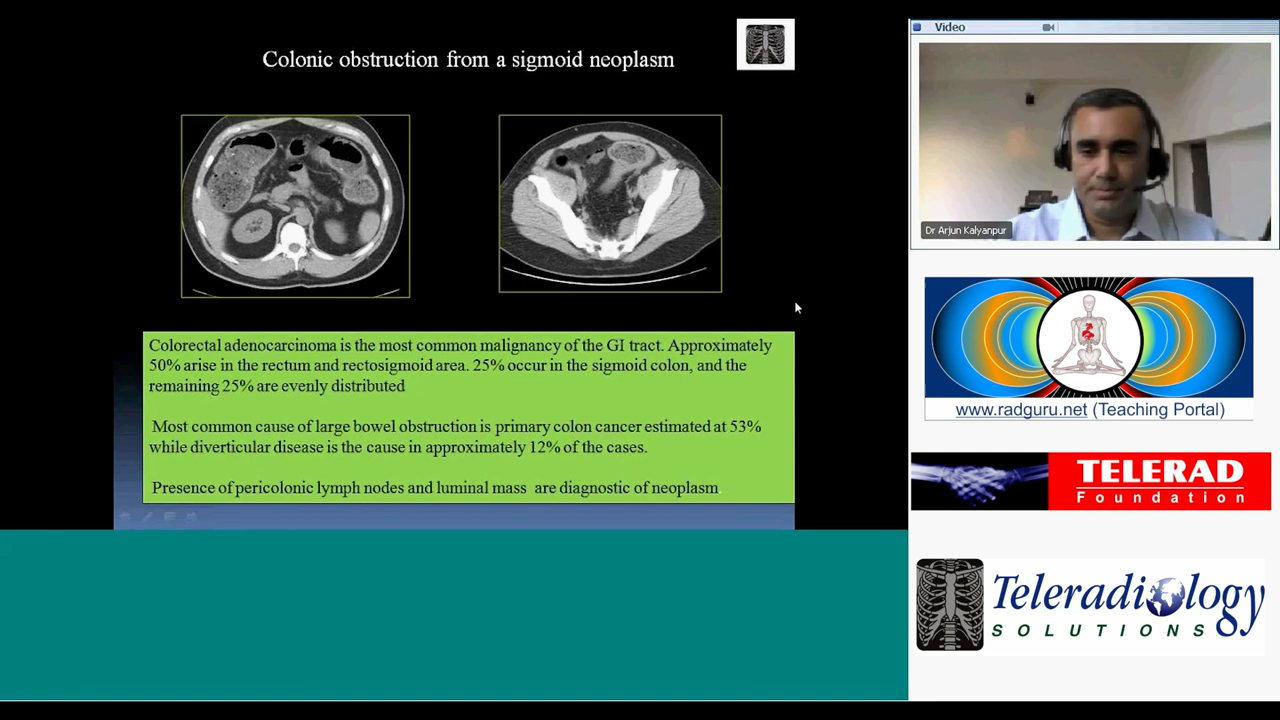 Colonic obstruction from a sigmoid neoplasm
Colorectal adenocarcinoma is the most common malignancy of the GI tract. Approximately
50% arise in the rectum and rectosigmoid area. 25% occur in the sigmoid colon, and the
remaining 25% are evenly distributed
Most common cause of large bowel obstruction is primary colon cancer estimated at 53%
while diverticular disease is the cause in approximately 12% of the cases.
Presence of pericolonic lymph nodes and luminal mass are diagnostic of neoplasm.
Video
Dr Arjun Kalyanpur
www.radguru.net (Teaching Portal)
TELERAD
Foundation
Teleradiology
SOLUTIONS